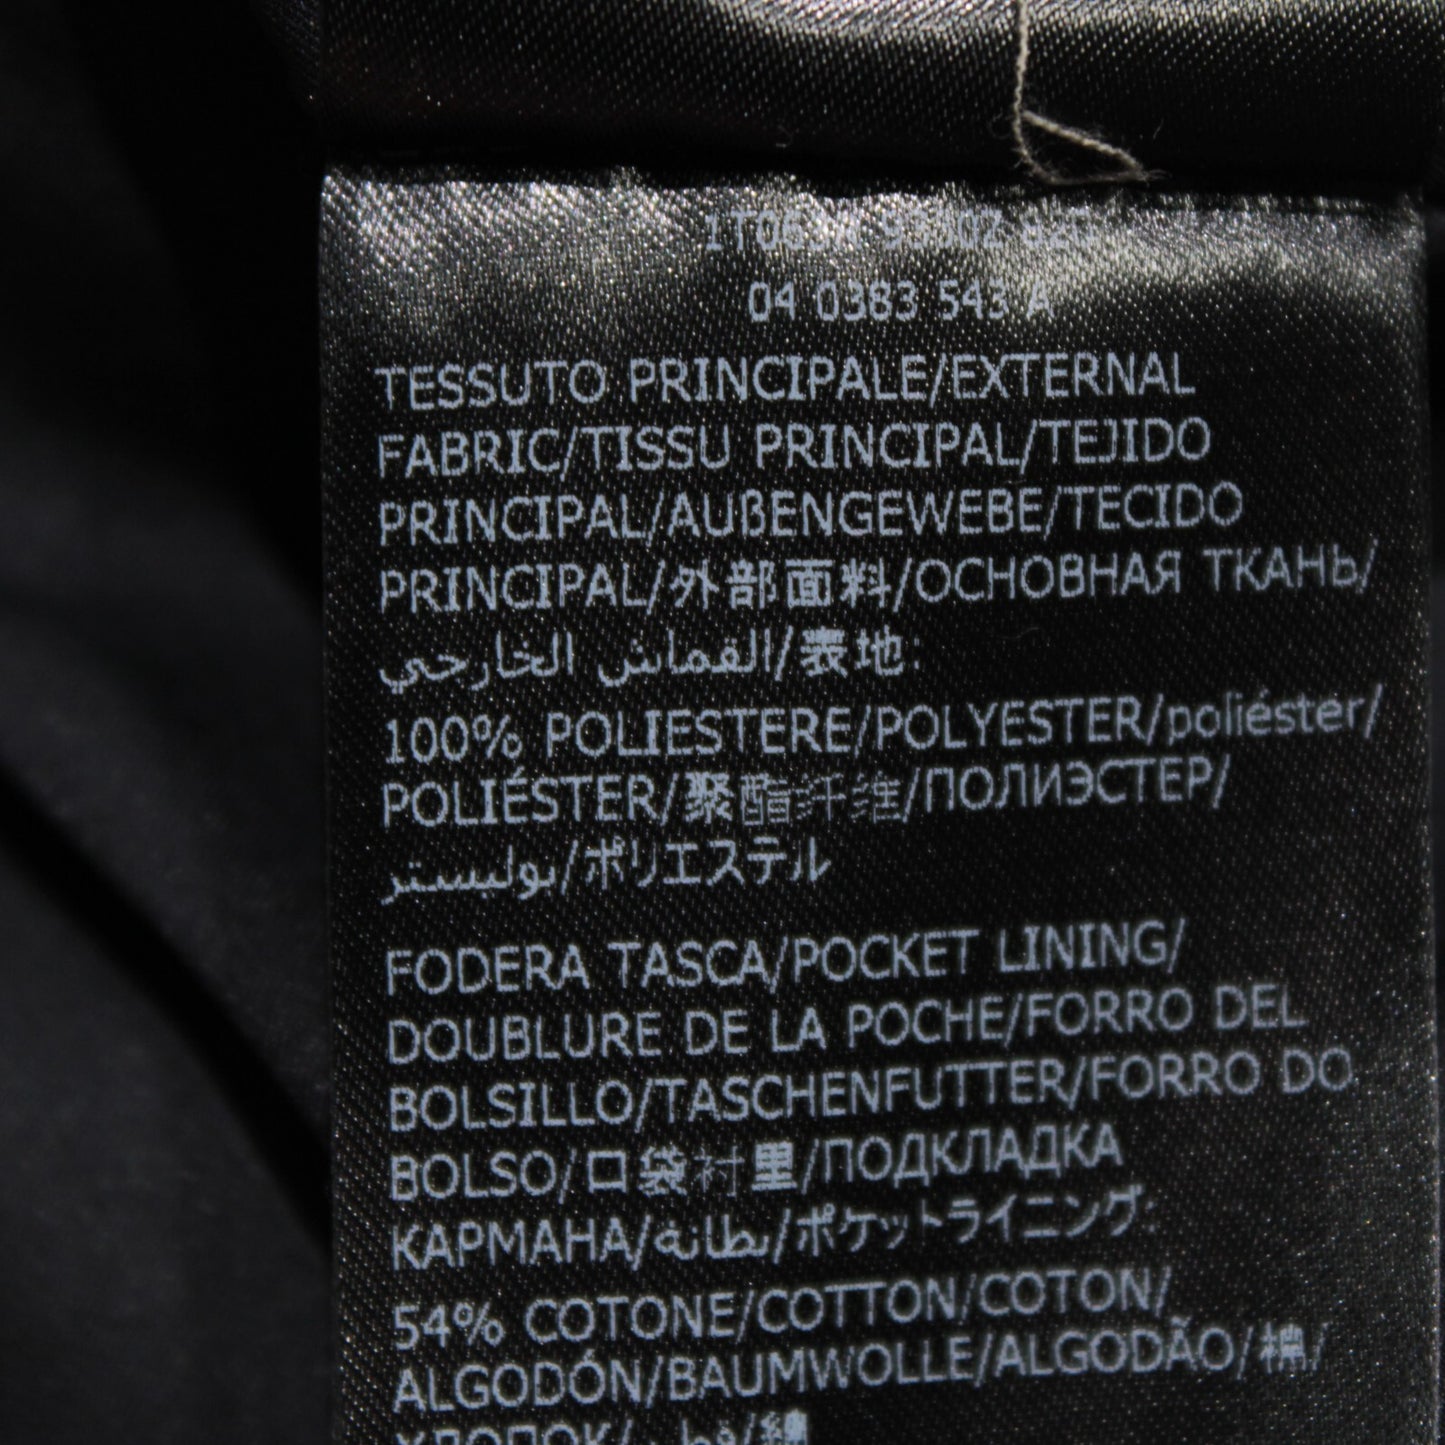 04 0383 543 A
TESSUTO PRINCIPALE/EXTERNAL
FABRIC/TISSU PRINCIPAL/TEJIDO
PRINCIPAL/AUßENGEWEBE/TECIDO
PRINCIPAL/外部面料/ОСНОВНАЯ ТКАНЬ/
القماش الخارجي/表地:
100% POLIESTERE/POLYESTER/poliéster/
POLIÉSTER/聚酯纤维/ПОЛИЭСТЕР/
بوليستر/ポリエステル
FODERA TASCA/POCKET LINING/
DOUBLURE DE LA POCHE/FORRO DEL
BOLSILLO/TASCHENFUTTER/FORRO DO
BOLSO/口袋衬里/ПОДКЛАДКА
КАРМАНА/بطانة/ポケットライニング:
54% COTONE/COTTON/COTON/
ALGODÓN/BAUMWOLLE/ALGODÃO/棉/
ХЛОПОК/قطن/綿